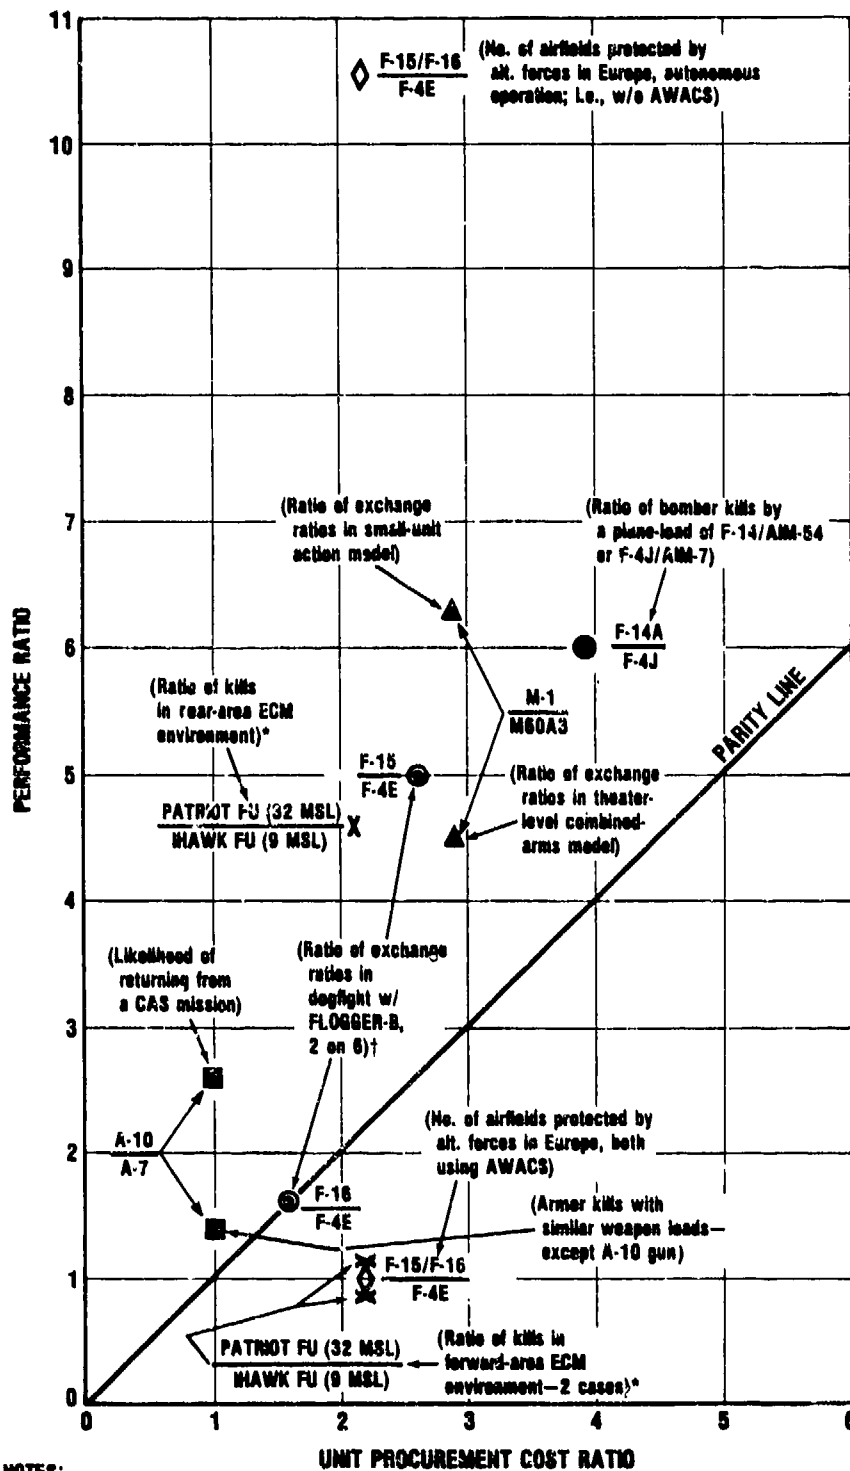 11
10
9
8
7
6
5
4
3
2
1
0
PERFORMANCE RATIO
F-15/F-16
F-4E
(No. of airfields protected by
alt. forces in Europe, autonomous
operation; i.e., w/o AWACS)
(Ratio of exchange
ratios in small-unit
action model)
(Ratio of bomber kills by
a plane-load of F-14/AIM-54
or F-4J/AIM-7)
F-14A
F-4J
(Ratio of kills
in rear-area ECM
environment)*
M-1
M60A3
PARITY LINE
F-15
F-4E
(Ratio of exchange
ratios in theater-
level combined-
arms model)
PATRIOT FU (32 MSL)
IHAWK FU (9 MSL)
(Likelihood of
returning from
a CAS mission)
(Ratio of exchange
ratios in
dogfight w/
FLOGGER-B,
2 on 6)†
A-10
A-7
(No. of airfields protected by
alt. forces in Europe, both
using AWACS)
F-16
F-4E
(Armor kills with
similar weapon loads—
except A-10 gun)
F-15/F-16
F-4E
PATRIOT FU (32 MSL)
IHAWK FU (9 MSL)
(Ratio of kills in
forward-area ECM
environment—2 cases)*
0
1
2
3
4
5
6
UNIT PROCUREMENT COST RATIO
NOTES: